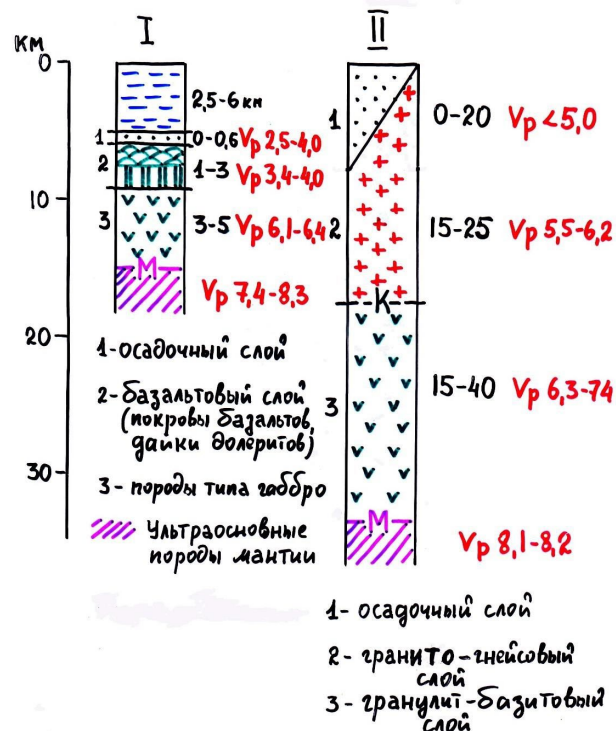 I
II
км
0
10
20
30
2,5-6 км
1
0-0,6 Vp 2,5-4,0
2
1-3 Vp 3,4-4,0
3
3-5 Vp 6,1-6,4
М
Vp 7,4-8,3
1-осадочный слой
2-базальтовый слой
(покровы базальтов,
дайки долеритов)
3- породы типа габбро
Ультраосновные
породы мантии
1
0-20 Vp <5,0
2
15-25 Vp 5,5-6,2
К
3
15-40 Vp 6,3-74
М
Vp 8,1-8,2
1- осадочный слой
2- гранито-гнейсовый
слой
3- гранулит-базитовый
слой